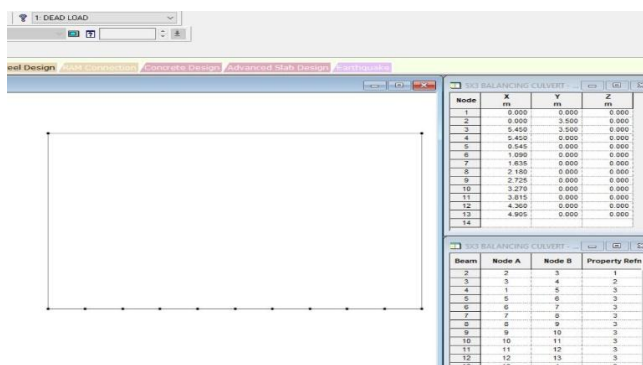 1: DEAD LOAD
eel Design RAM Connection Concrete Design Advanced Slab Design Earthquake
5X3 BALANCING CULVERT - ...
Node X Y Z
m m m
1 0.000 0.000 0.000
2 0.000 3.500 0.000
3 5.450 3.500 0.000
4 5.450 0.000 0.000
5 0.545 0.000 0.000
6 1.090 0.000 0.000
7 1.635 0.000 0.000
8 2.180 0.000 0.000
9 2.725 0.000 0.000
10 3.270 0.000 0.000
11 3.815 0.000 0.000
12 4.360 0.000 0.000
13 4.905 0.000 0.000
14
5X3 BALANCING CULVERT - ...
Beam Node A Node B Property Refn
2 2 3 1
3 3 4 2
4 1 5 3
5 5 6 3
6 6 7 3
7 7 8 3
8 8 9 3
9 9 10 3
10 10 11 3
11 11 12 3
12 12 13 3